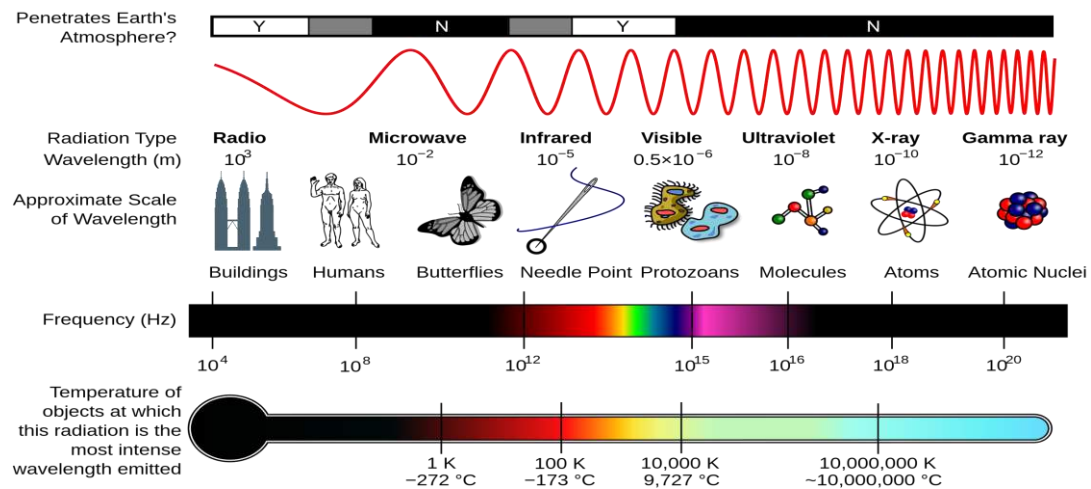 Penetrates Earth's
Atmosphere?
Y N Y N
Radiation Type
Wavelength (m)
Radio Microwave Infrared Visible Ultraviolet X-ray Gamma ray
10³ 10⁻² 10⁻⁵ 0.5×10⁻⁶ 10⁻⁸ 10⁻¹⁰ 10⁻¹²
Approximate Scale
of Wavelength
Buildings Humans Butterflies Needle Point Protozoans Molecules Atoms Atomic Nuclei
Frequency (Hz)
10⁴ 10⁸ 10¹² 10¹⁵ 10¹⁶ 10¹⁸ 10²⁰
Temperature of
objects at which
this radiation is the
most intense
wavelength emitted
1 K 100 K 10,000 K 10,000,000 K
−272 °C −173 °C 9,727 °C ~10,000,000 °C